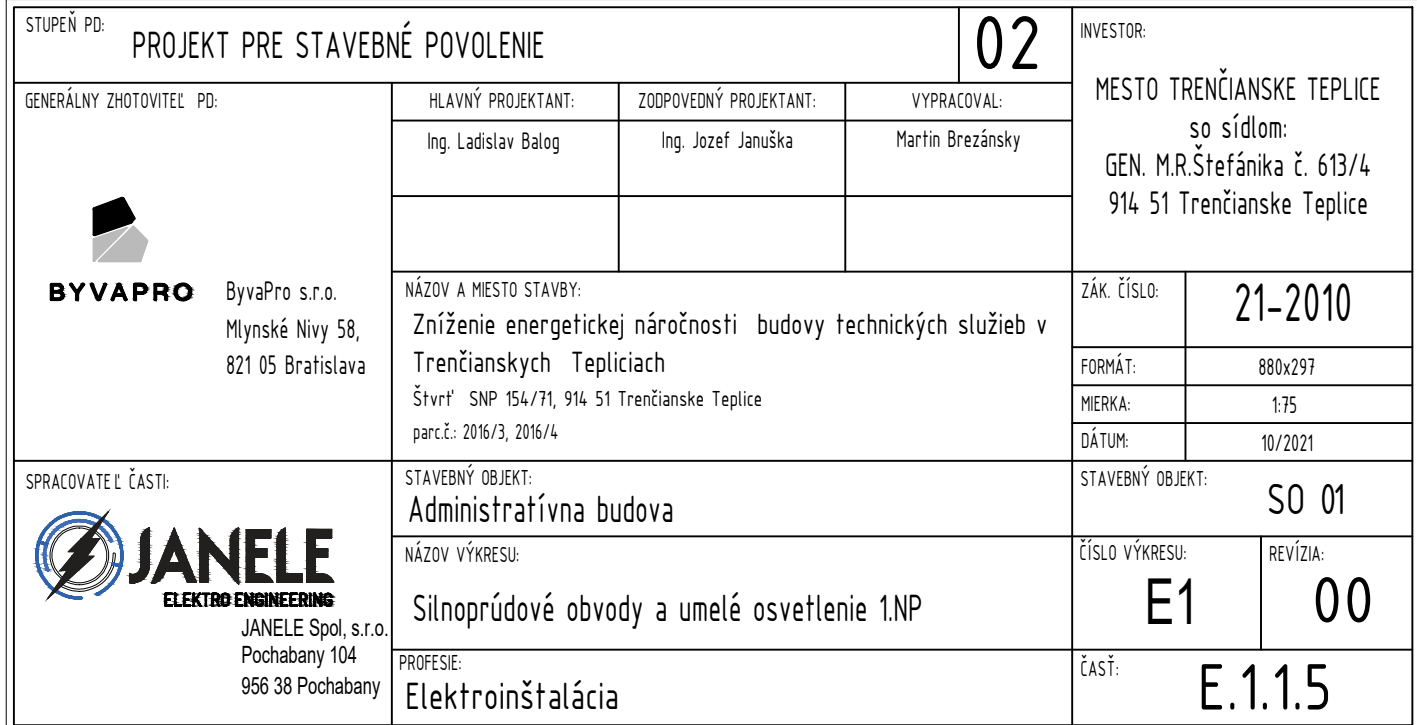 STUPEŇ PD:
PROJEKT PRE STAVEBNÉ POVOLENIE
02
GENERÁLNY ZHOTOVITEĽ PD:
BYVAPRO
ByvaPro s.r.o.
Mlynské Nivy 58,
821 05 Bratislava
HLAVNÝ PROJEKTANT:
Ing. Ladislav Balog
ZODPOVEDNÝ PROJEKTANT:
Ing. Jozef Januška
VYPRACOVAL:
Martin Brezánsky
INVESTOR:
MESTO TRENČIANSKE TEPLICE
so sídlom:
GEN. M.R.Štefánika č. 613/4
914 51 Trenčianske Teplice
NÁZOV A MIESTO STAVBY:
Zníženie energetickej náročnosti budovy technických služieb v
Trenčianskych Tepliciach
Štvrť SNP 154/71, 914 51 Trenčianske Teplice
parc.č.: 2016/3, 2016/4
ZÁK. ČÍSLO:
21-2010
FORMÁT:
880x297
MIERKA:
1:75
DÁTUM:
10/2021
SPRACOVATEĽ ČASTI:
JANELE
ELEKTRO ENGINEERING
JANELE Spol, s.r.o.
Pochabany 104
956 38 Pochabany
STAVEBNÝ OBJEKT:
Administratívna budova
STAVEBNÝ OBJEKT:
SO 01
NÁZOV VÝKRESU:
Silnoprúdové obvody a umelé osvetlenie 1.NP
ČÍSLO VÝKRESU:
E1
REVÍZIA:
00
PROFESIE:
Elektroinštalácia
ČASŤ:
E.1.1.5